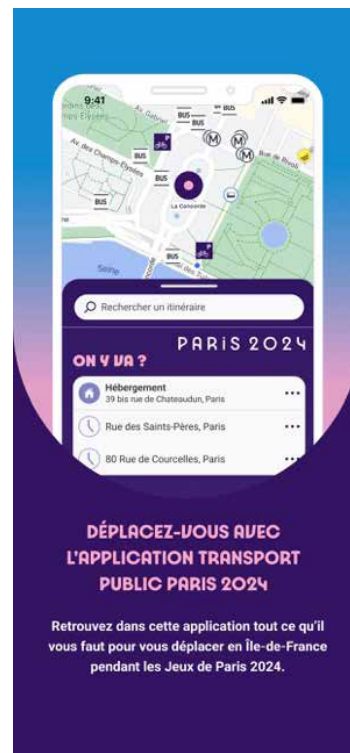 9:41
Av. Gabriel
BUS
BUS
BUS
Av. des Champs-Élysées
BUS
M
M
M
Rue de Rivoli
P
BUS
La Concorde
BUS
P
BUS
Seine
Rechercher un itinéraire
PARIS 2024
ON Y VA ?
Hébergement
39 bis rue de Chateaudun, Paris
Rue des Saints-Pères, Paris
80 Rue de Courcelles, Paris
DÉPLACEZ-VOUS AVEC
L'APPLICATION TRANSPORT
PUBLIC PARIS 2024
Retrouvez dans cette application tout ce qu'il
vous faut pour vous déplacer en Île-de-France
pendant les Jeux de Paris 2024.